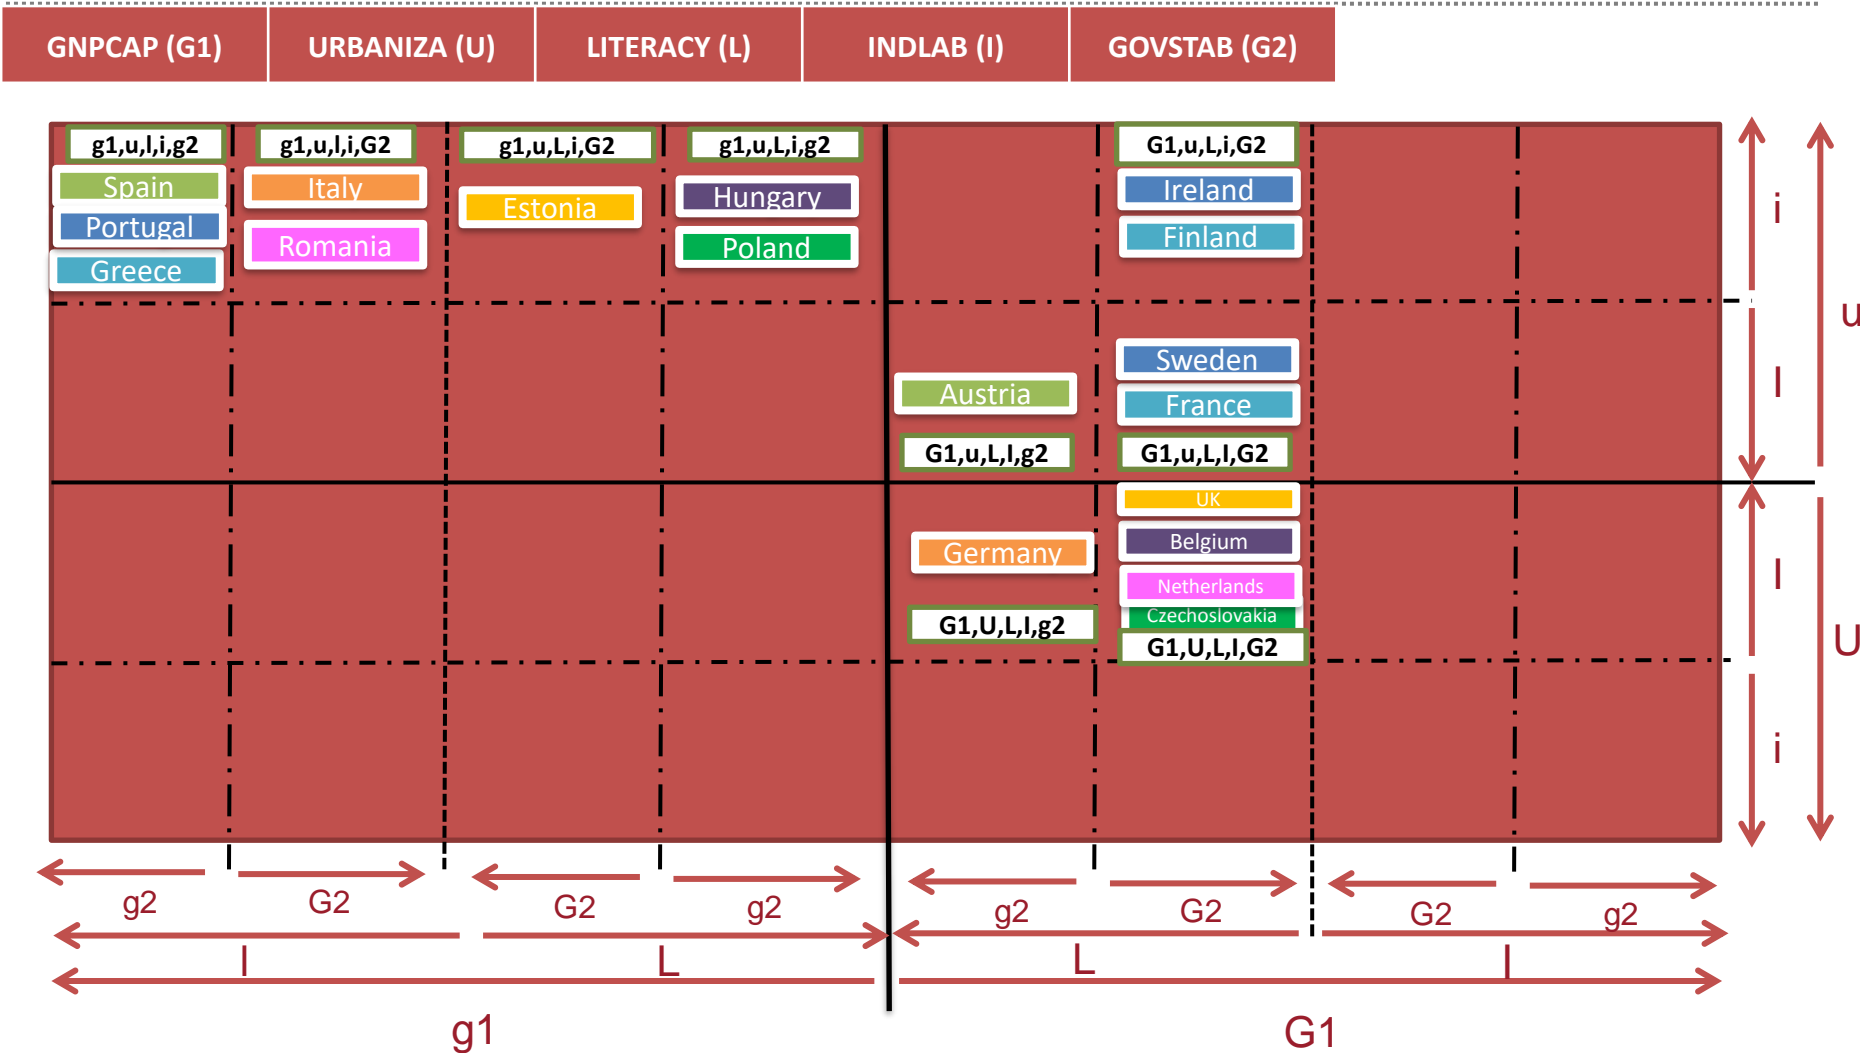 GNPCAP (G1) URBANIZA (U) LITERACY (L) INDLAB (I) GOVSTAB (G2)
g1,u,l,i,g2 g1,u,l,i,G2 g1,u,L,i,G2 g1,u,L,i,g2 G1,u,L,i,G2
Spain Italy Estonia Hungary Ireland
Portugal Romania Poland Finland
Greece
i
u
Sweden
Austria France
l
G1,u,L,I,g2 G1,u,L,I,G2
UK
Germany Belgium
Netherlands
I
Czechoslovakia
G1,U,L,I,g2 G1,U,L,I,G2
U
i
g2 G2 G2 g2 g2 G2 G2 g2
l L L l
g1 G1